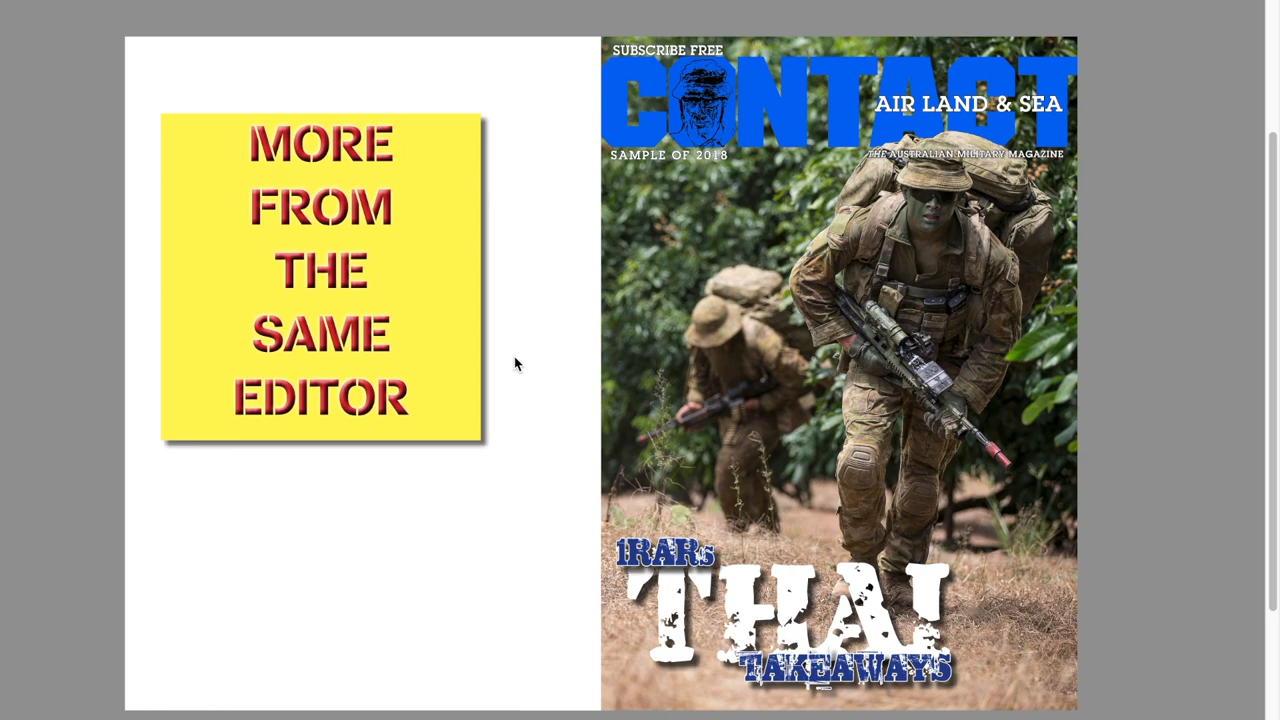 MORE
FROM
THE
SAME
EDITOR
SUBSCRIBE FREE
CONTACT
AIR LAND & SEA
SAMPLE OF 2018
THE AUSTRALIAN MILITARY MAGAZINE
1RARs
THAI
TAKEAWAYS